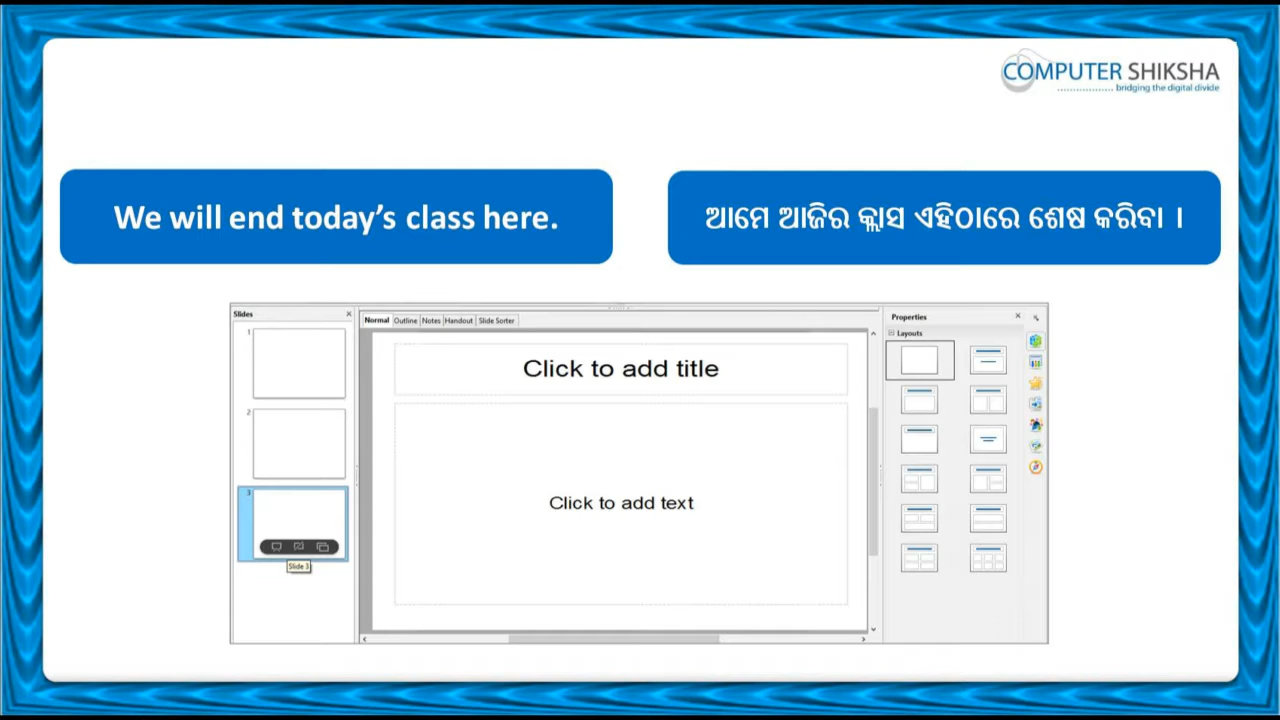 COMPUTER SHIKSHA
bridging the digital divide
We will end today's class here.
ଆମେ ଆଜିର କ୍ଲାସ ଏହିଠାରେ ଶେଷ କରିବା ।
Slides
1
2
3
Slide 3
Normal Outline Notes Handout Slide Sorter
Click to add title
Click to add text
Properties
Layouts